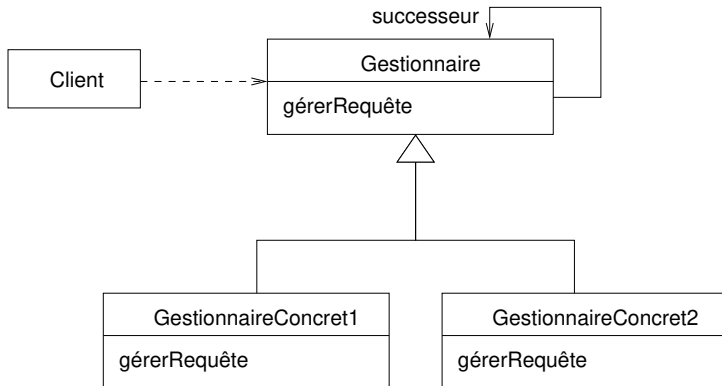 successeur
Gestionnaire
Client
gérerRequête
GestionnaireConcret1
GestionnaireConcret2
gérerRequête
gérerRequête